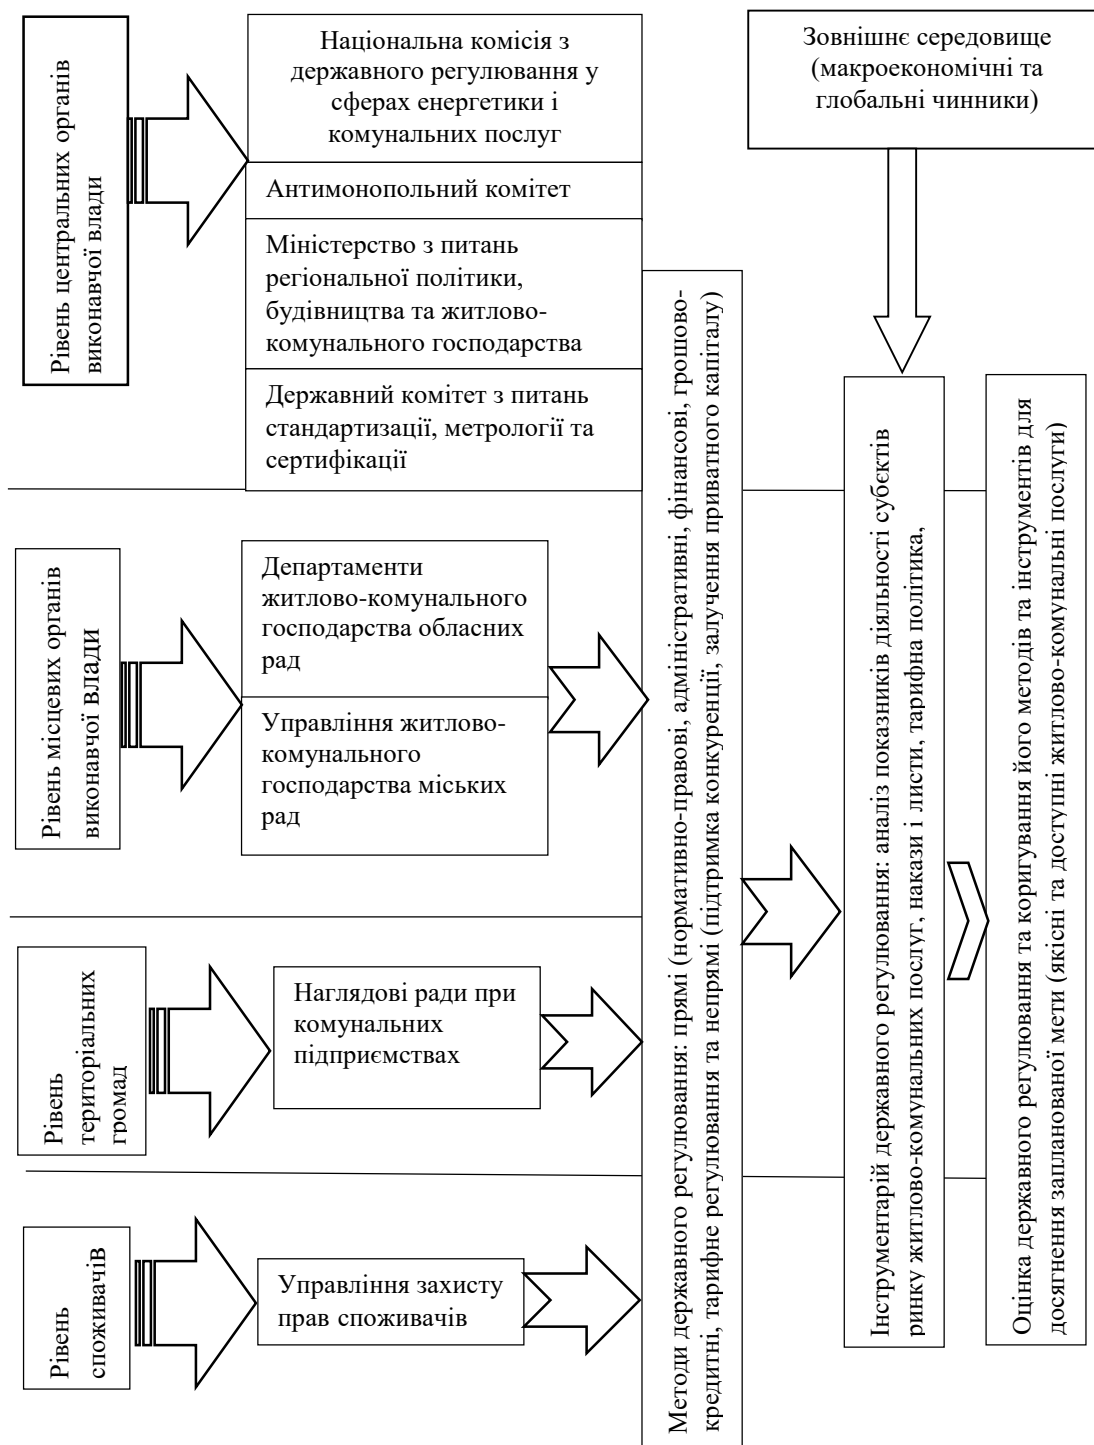 Рівень центральних органів
виконавчої влади
Національна комісія з
державного регулювання у
сферах енергетики і
комунальних послуг
Антимонопольний комітет
Міністерство з питань
регіональної політики,
будівництва та житлово-
комунального господарства
Державний комітет з питань
стандартизації, метрології та
сертифікації
Зовнішнє середовище
(макроекономічні та
глобальні чинники)
Рівень місцевих органів
виконавчої влади
Департаменти
житлово-комунального
господарства обласних
рад
Управління житлово-
комунального
господарства міських
рад
Рівень
територіальних
громад
Наглядові ради при
комунальних
підприємствах
Рівень
споживачів
Управління захисту
прав споживачів
Методи державного регулювання: прямі (нормативно-правові, адміністративні, фінансові, грошово-
кредитні, тарифне регулювання та непрямі (підтримка конкуренції, залучення приватного капіталу)
Інструментарій державного регулювання: аналіз показників діяльності субєктів
ринку житлово-комунальних послуг, накази і листи, тарифна політика,
Оцінка державного регулювання та коригування його методів та інструментів для
досягнення запланованої мети (якісні та доступні житлово-комунальні послуги)